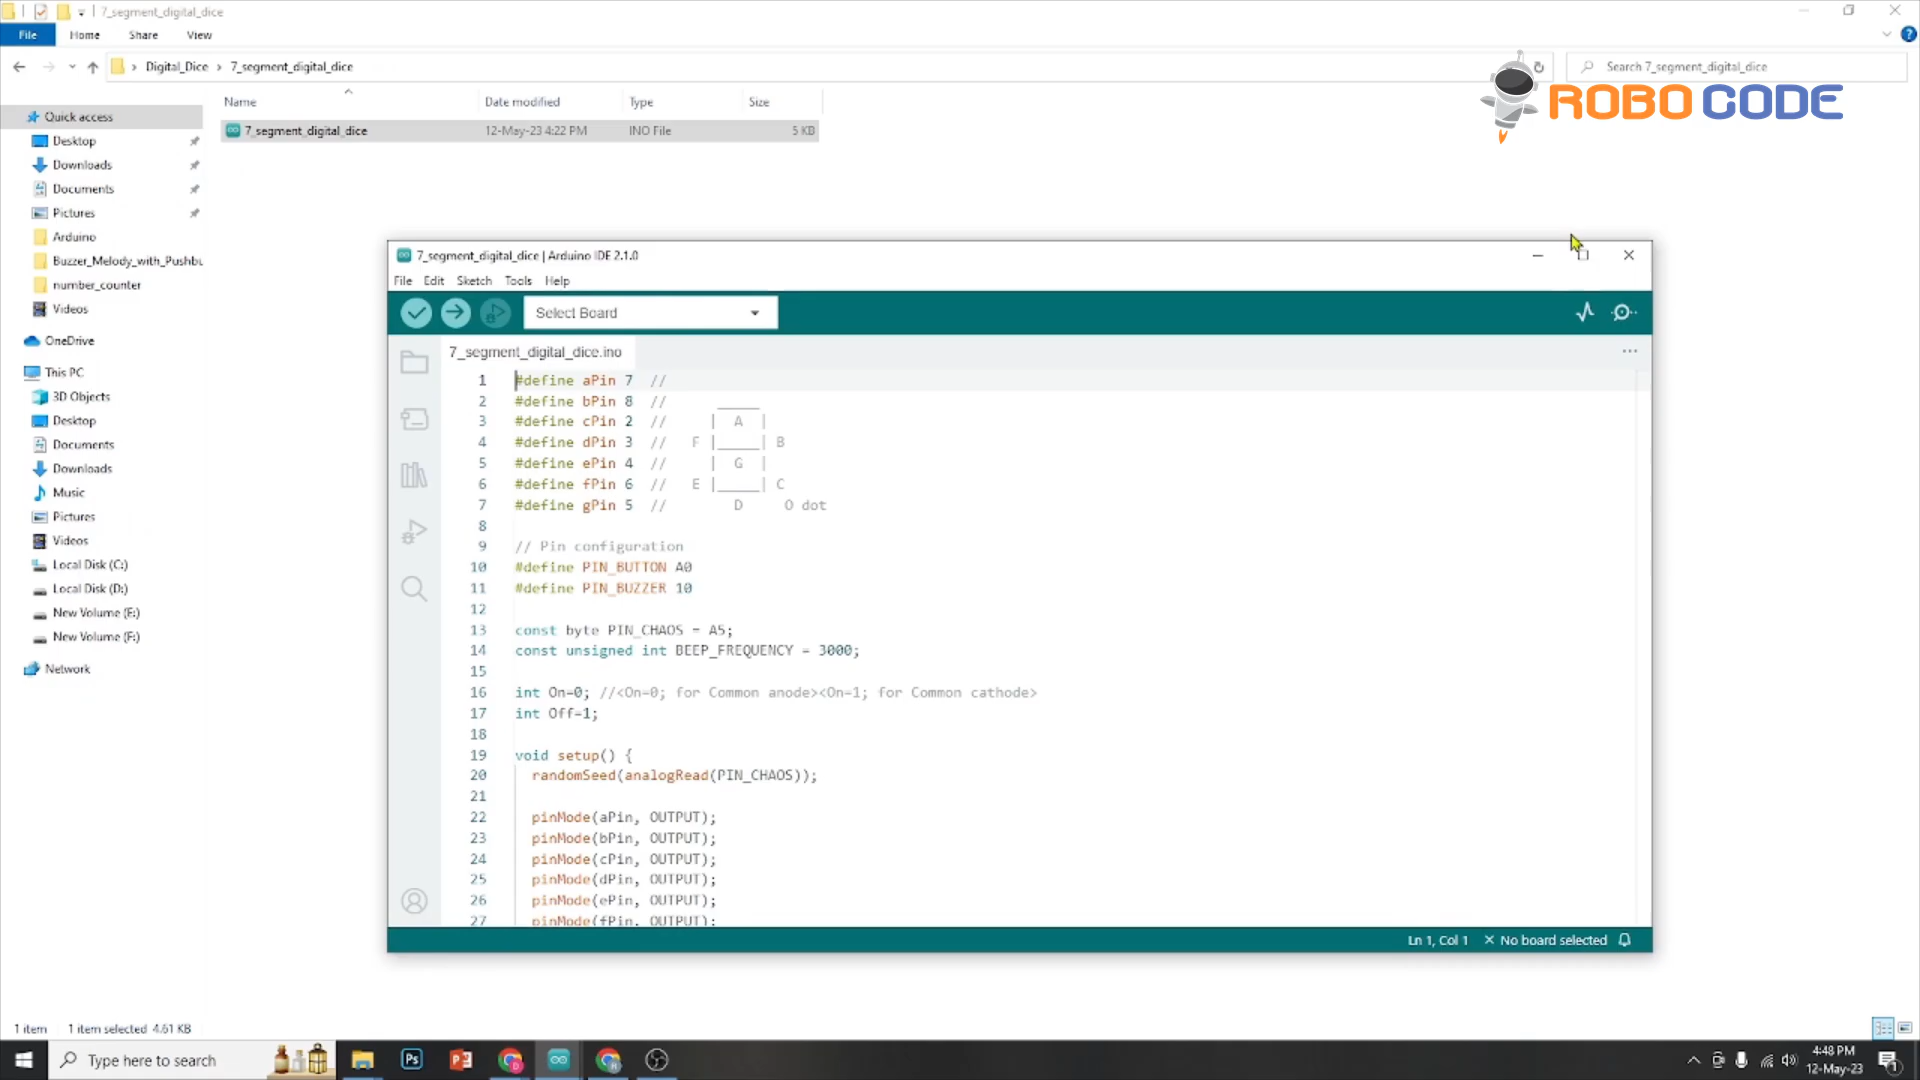 7_segment_digital_dice
File Home Share View
Digital_Dice › 7_segment_digital_dice
Search 7_segment_digital_dice
ROBO CODE
Name Date modified Type Size
7_segment_digital_dice 12-May-23 4:22 PM INO File 5 KB
Quick access
Desktop
Downloads
Documents
Pictures
Arduino
Buzzer_Melody_with_Pushbu
number_counter
Videos
OneDrive
This PC
3D Objects
Desktop
Documents
Downloads
Music
Pictures
Videos
Local Disk (C:)
Local Disk (D:)
New Volume (E:)
New Volume (F:)
Network
7_segment_digital_dice | Arduino IDE 2.1.0
File Edit Sketch Tools Help
Select Board
7_segment_digital_dice.ino
1 #define aPin 7 //
2 #define bPin 8 // _____
3 #define cPin 2 // | A |
4 #define dPin 3 // F |_____| B
5 #define ePin 4 // | G |
6 #define fPin 6 // E |_____| C
7 #define gPin 5 // D O dot
8
9 // Pin configuration
10 #define PIN_BUTTON A0
11 #define PIN_BUZZER 10
12
13 const byte PIN_CHAOS = A5;
14 const unsigned int BEEP_FREQUENCY = 3000;
15
16 int On=0; //<On=0; for Common anode><On=1; for Common cathode>
17 int Off=1;
18
19 void setup() {
20 randomSeed(analogRead(PIN_CHAOS));
21
22 pinMode(aPin, OUTPUT);
23 pinMode(bPin, OUTPUT);
24 pinMode(cPin, OUTPUT);
25 pinMode(dPin, OUTPUT);
26 pinMode(ePin, OUTPUT);
27 pinMode(fPin, OUTPUT);
Ln 1, Col 1 × No board selected
1 item 1 item selected 4.61 KB
Type here to search
Ps
4:48 PM
12-May-23